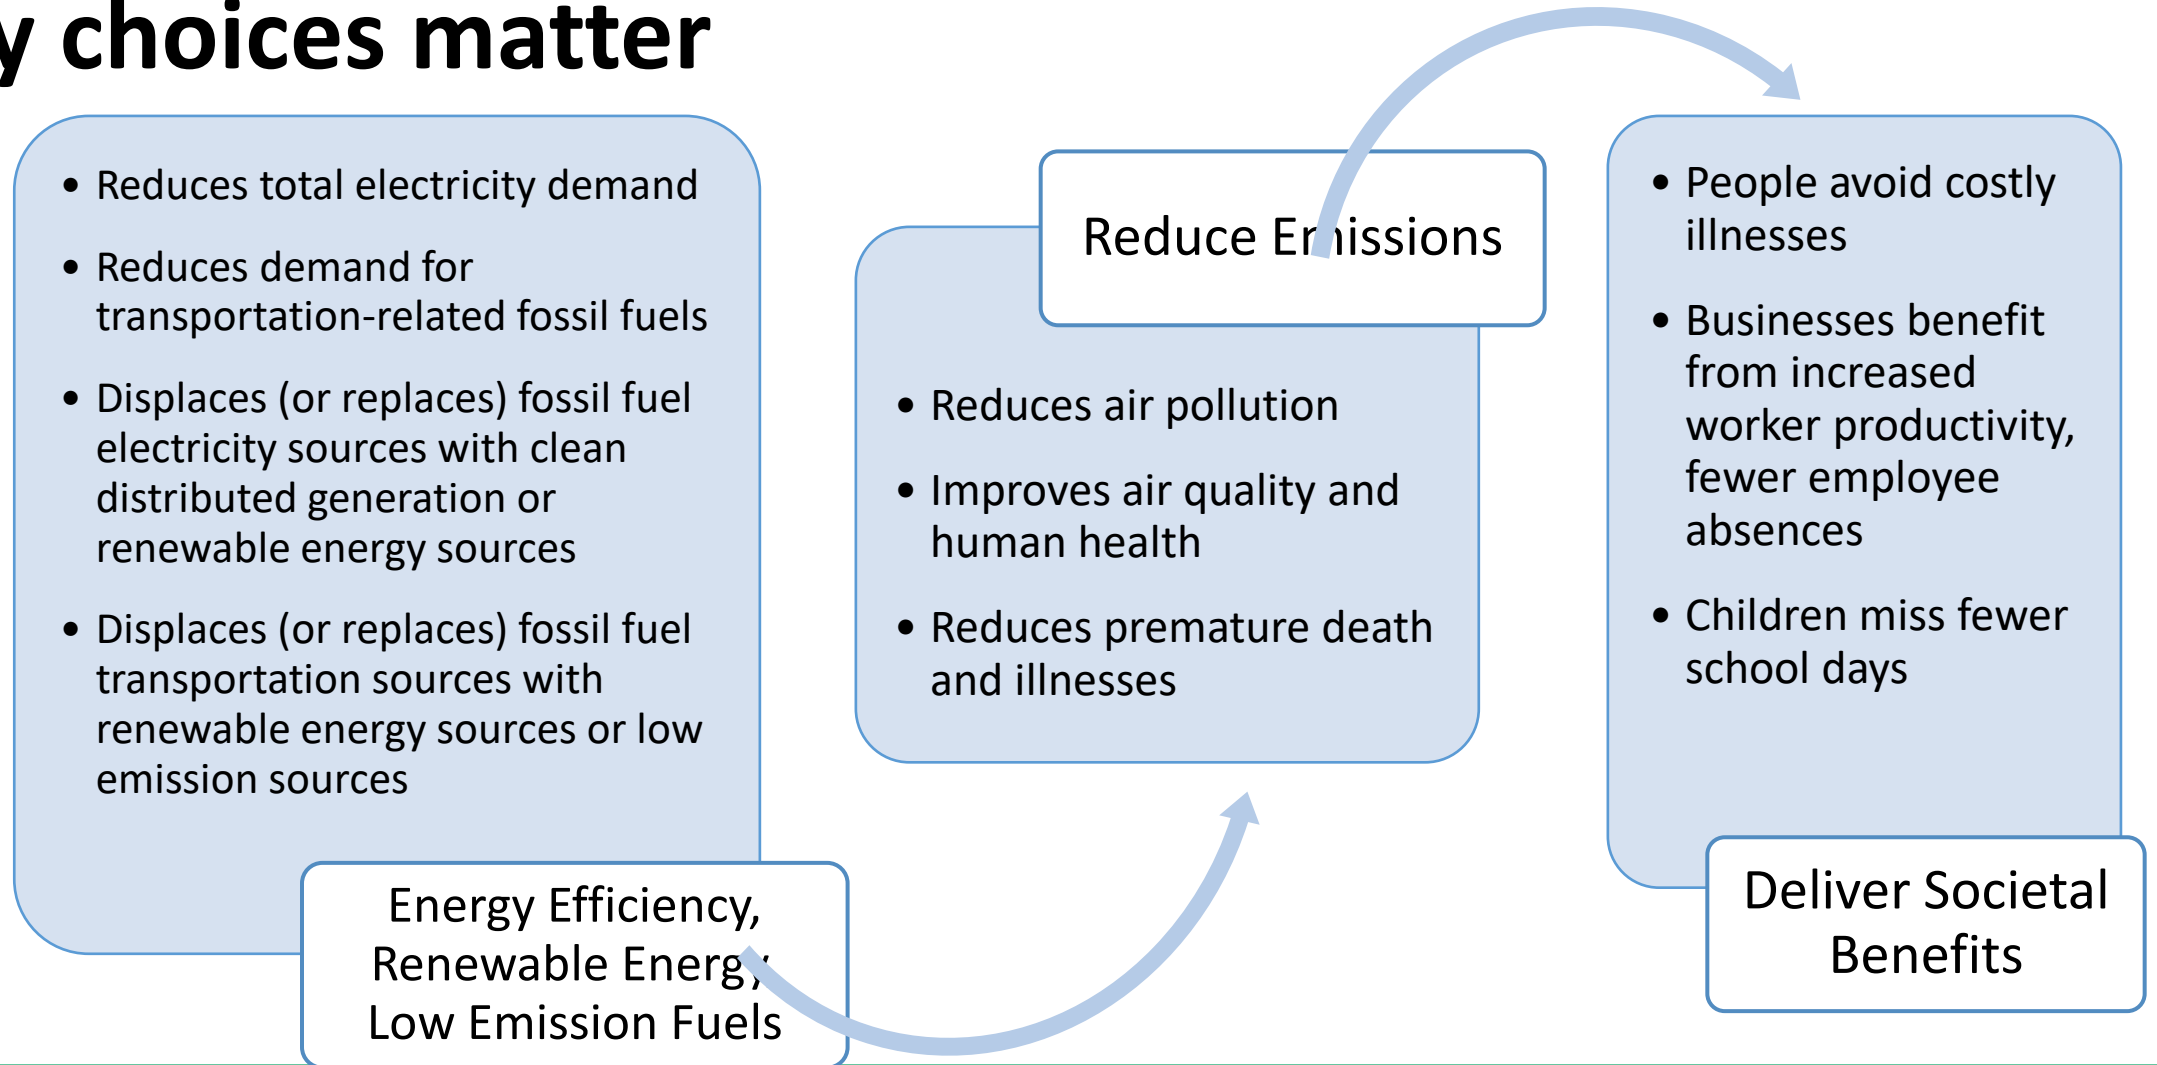 y choices matter
• Reduces total electricity demand
• Reduces demand for
transportation-related fossil fuels
• Displaces (or replaces) fossil fuel
electricity sources with clean
distributed generation or
renewable energy sources
• Displaces (or replaces) fossil fuel
transportation sources with
renewable energy sources or low
emission sources
Energy Efficiency,
Renewable Energy
Low Emission Fuels
Reduce Emissions
• Reduces air pollution
• Improves air quality and
human health
• Reduces premature death
and illnesses
• People avoid costly
illnesses
• Businesses benefit
from increased
worker productivity,
fewer employee
absences
• Children miss fewer
school days
Deliver Societal
Benefits